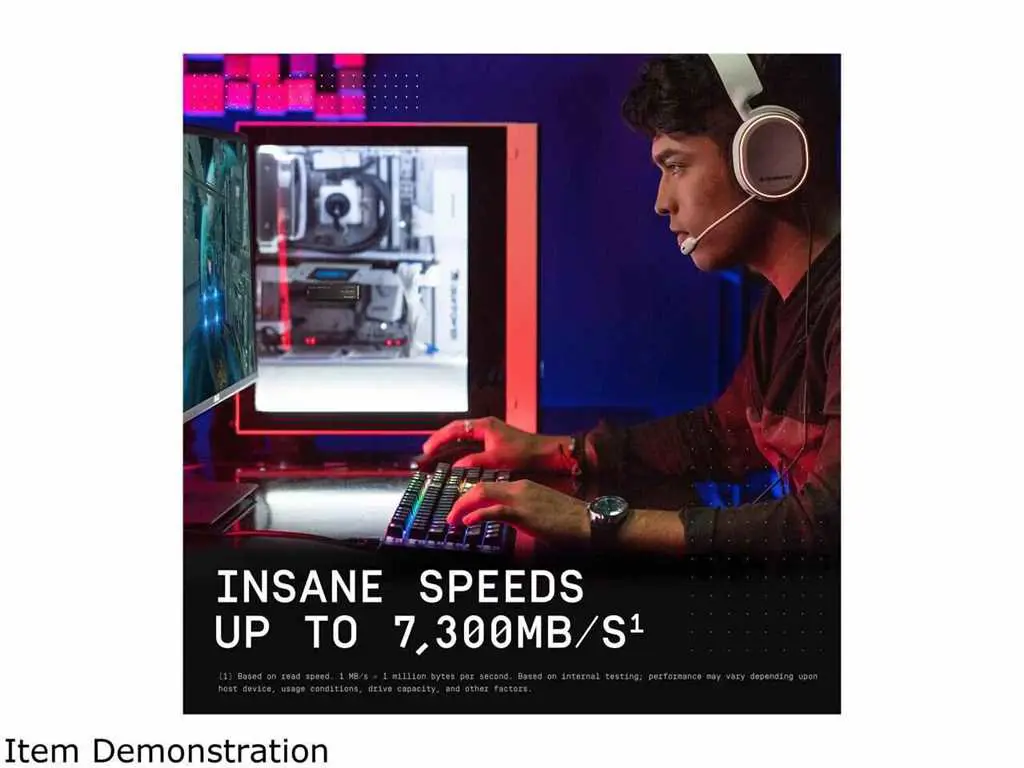 INSANE SPEEDS
UP TO 7,300MB/S¹
(1) Based on read speed. 1 MB/s = 1 million bytes per second. Based on internal testing; performance may vary depending upon
host device, usage conditions, drive capacity, and other factors.
Item Demonstration